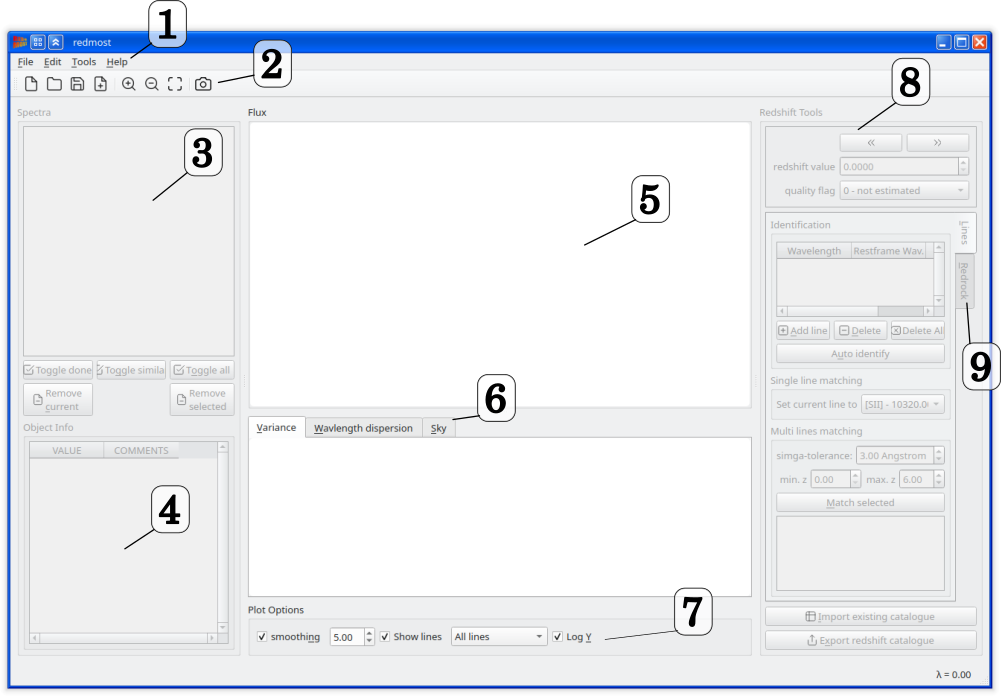 1
redmost
File Edit Tools Help
2
8
Spectra
Flux
Redshift Tools
3
«
»
redshift value 0.0000
quality flag 0 - not estimated
5
Identification
Lines
Wavelength Restframe Wav.
Redrock
Add line Delete Delete All
Auto identify
9
Toggle done Toggle simila Toggle all
Remove current
Remove selected
Single line matching
Set current line to [SII] - 10320.0
6
Object Info
Variance Wavlength dispersion Sky
Multi lines matching
VALUE COMMENTS
simga-tolerance: 3.00 Angstrom
min. z 0.00 max. z 6.00
4
Match selected
7
Plot Options
smoothing 5.00 Show lines All lines Log Y
Import existing catalogue
Export redshift catalogue
λ = 0.00